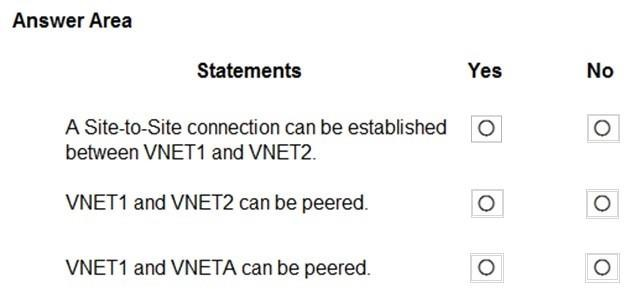 Answer Area
Statements Yes No
A Site-to-Site connection can be established
between VNET1 and VNET2.
VNET1 and VNET2 can be peered.
VNET1 and VNETA can be peered.